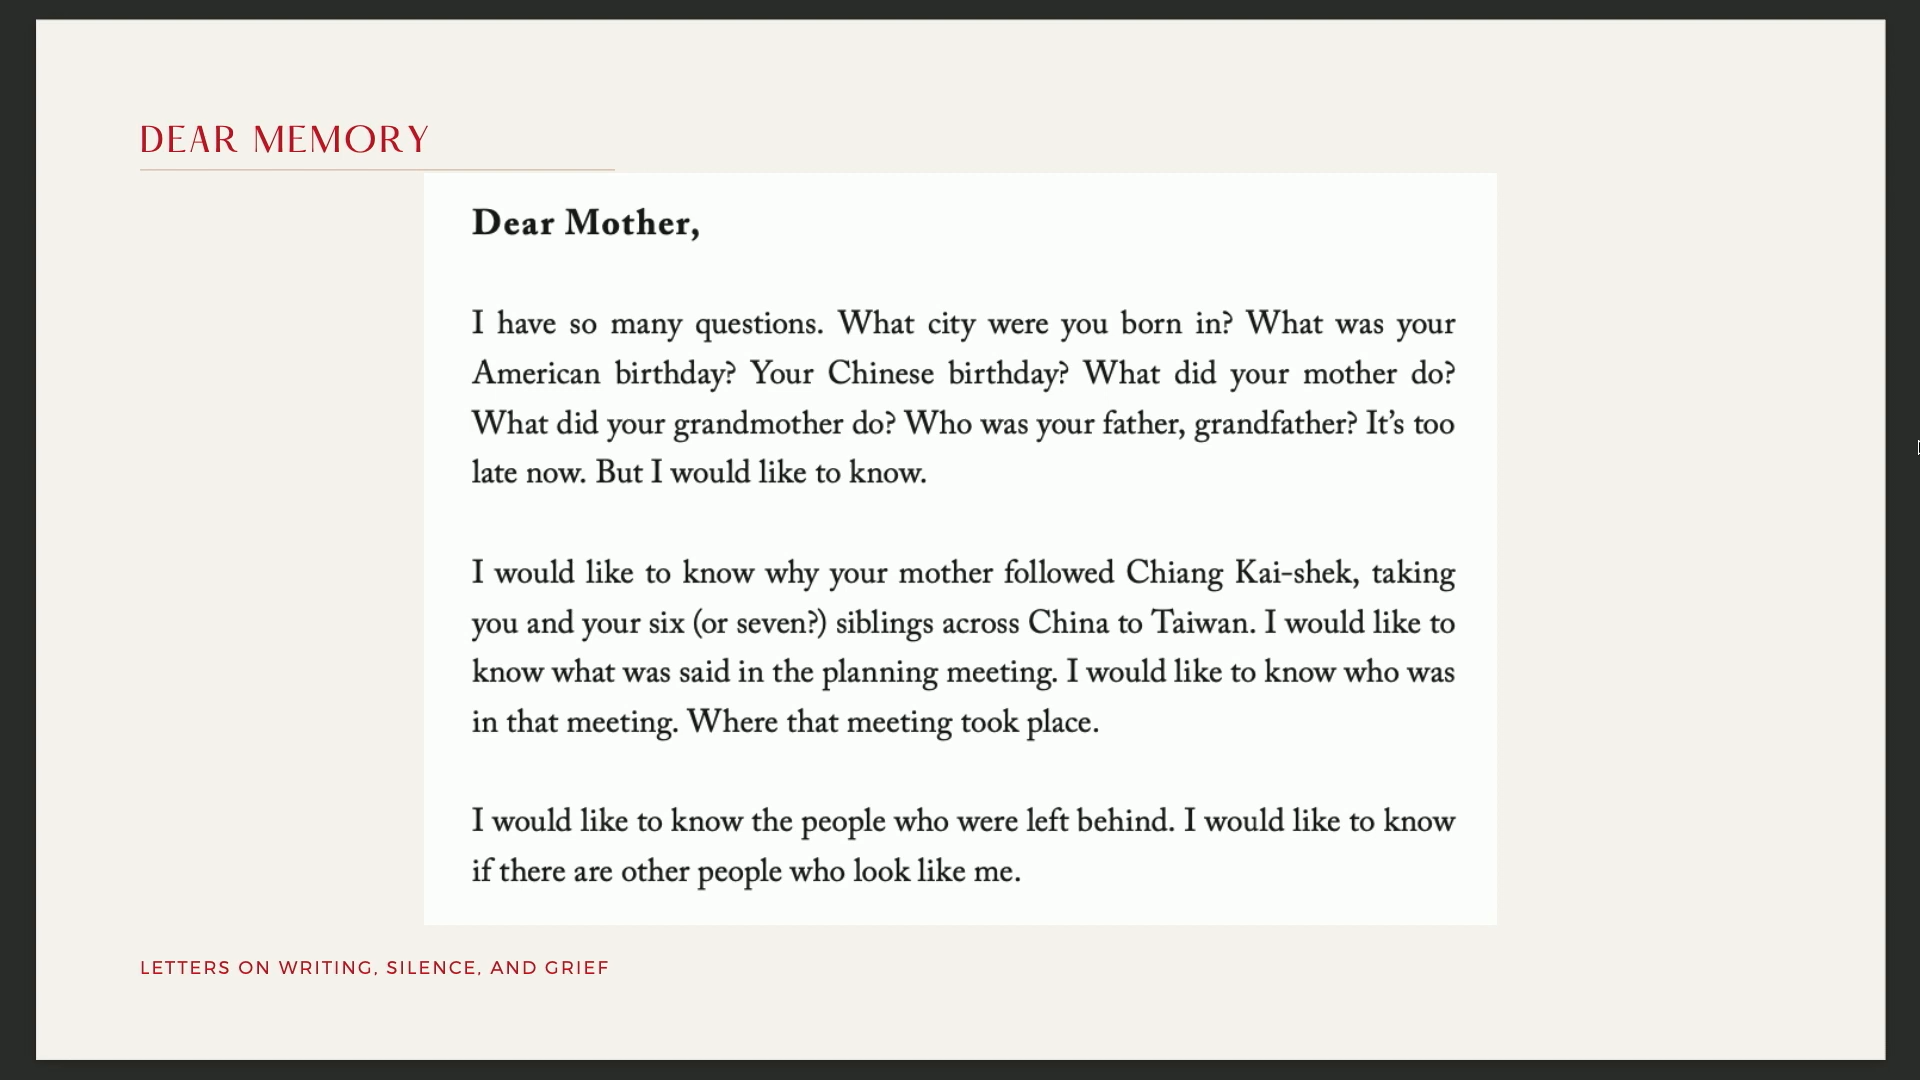 DEAR MEMORY
Dear Mother,
I have so many questions. What city were you born in? What was your
American birthday? Your Chinese birthday? What did your mother do?
What did your grandmother do? Who was your father, grandfather? It’s too
late now. But I would like to know.
I would like to know why your mother followed Chiang Kai-shek, taking
you and your six (or seven?) siblings across China to Taiwan. I would like to
know what was said in the planning meeting. I would like to know who was
in that meeting. Where that meeting took place.
I would like to know the people who were left behind. I would like to know
if there are other people who look like me.
LETTERS ON WRITING, SILENCE, AND GRIEF